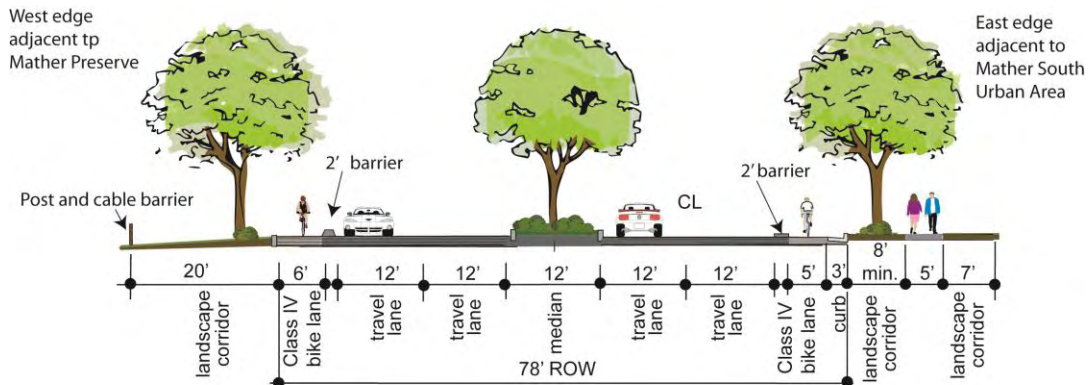 West edge
adjacent tp
Mather Preserve
East edge
adjacent to
Mather South
Urban Area
2' barrier
2' barrier
Post and cable barrier
CL
20'
6'
12'
12'
12'
12'
12'
5'
3'
8'
min.
5'
7'
landscape
corridor
Class IV
bike lane
travel
lane
travel
lane
median
travel
lane
travel
lane
Class IV
bike lane
curb
landscape
corridor
landscape
corridor
78' ROW